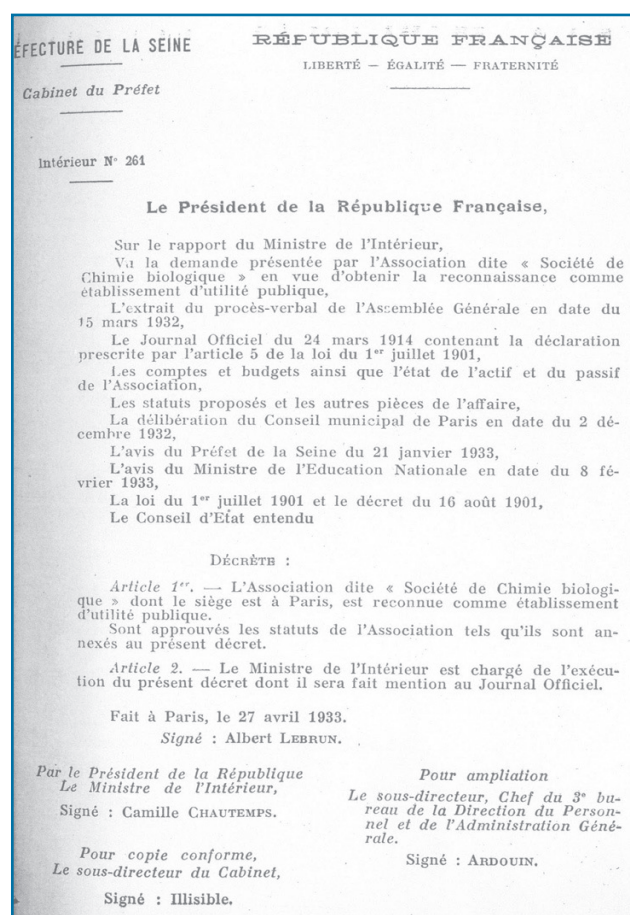 ÉFECTURE DE LA SEINE
Cabinet du Préfet
Intérieur N° 261
RÉPUBLIQUE FRANÇAISE
LIBERTÉ — ÉGALITÉ — FRATERNITÉ
Le Président de la République Française,
Sur le rapport du Ministre de l'Intérieur,
Vu la demande présentée par l'Association dite « Société de
Chimie biologique » en vue d'obtenir la reconnaissance comme
établissement d'utilité publique,
L'extrait du procès-verbal de l'Assemblée Générale en date du
15 mars 1932,
Le Journal Officiel du 24 mars 1914 contenant la déclaration
prescrite par l'article 5 de la loi du 1er juillet 1901,
Les comptes et budgets ainsi que l'état de l'actif et du passif
de l'Association,
Les statuts proposés et les autres pièces de l'affaire,
La délibération du Conseil municipal de Paris en date du 2 dé-
cembre 1932,
L'avis du Préfet de la Seine du 21 janvier 1933,
L'avis du Ministre de l'Education Nationale en date du 8 fé-
vrier 1933,
La loi du 1er juillet 1901 et le décret du 16 août 1901,
Le Conseil d'Etat entendu
DÉCRÈTE :
Article 1er. — L'Association dite « Société de Chimie biologi-
que » dont le siège est à Paris, est reconnue comme établissement
d'utilité publique.
Sont approuvés les statuts de l'Association tels qu'ils sont an-
nexés au présent décret.
Article 2. — Le Ministre de l'Intérieur est chargé de l'exécu-
tion du présent décret dont il sera fait mention au Journal Officiel.
Fait à Paris, le 27 avril 1933.
Signé : Albert LEBRUN.
Par le Président de la République
Le Ministre de l'Intérieur,
Signé : Camille CHAUTEMPS.
Pour copie conforme,
Le sous-directeur du Cabinet,
Signé : Illisible.
Pour ampliation
Le sous-directeur, Chef du 3e bu-
reau de la Direction du Person-
nel et de l'Administration Géné-
rale.
Signé : ARDOUIN.